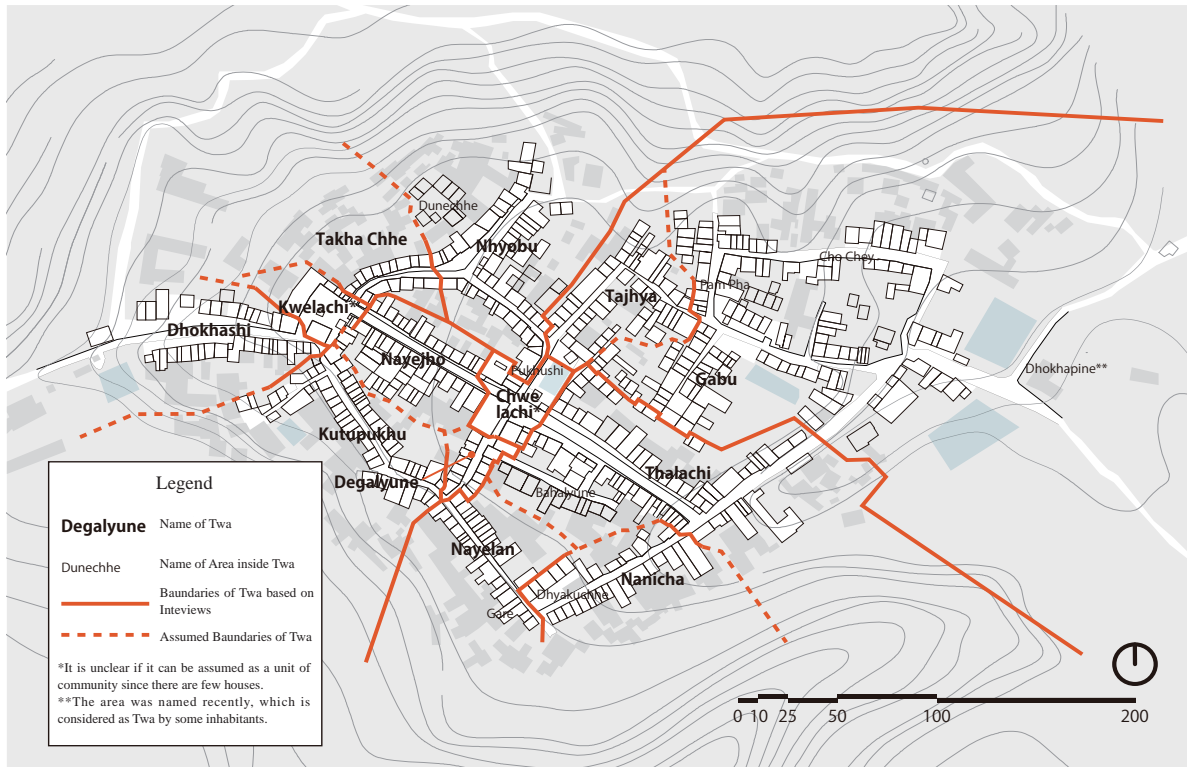 Dunechhe
Takha Chhe
Nhyobu
Cho Chey
Pam Pha
Tajhya
Kwelachi*
Dhokhashi
Nayejho
Pukhushi
Dhokhapine**
Gabu
Chwe
lachi*
Kutupukhu
Thalachi
Degalyune
Bahalyune
Nayelan
Nanicha
Dhyakuchhe
Gare
Legend
Degalyune Name of Twa
Dunechhe Name of Area inside Twa
Baundaries of Twa based on
Inteviews
Assumed Baundaries of Twa
*It is unclear if it can be assumed as a unit of
community since there are few houses.
**The area was named recently, which is
considered as Twa by some inhabitants.
0 10 25 50 100 200